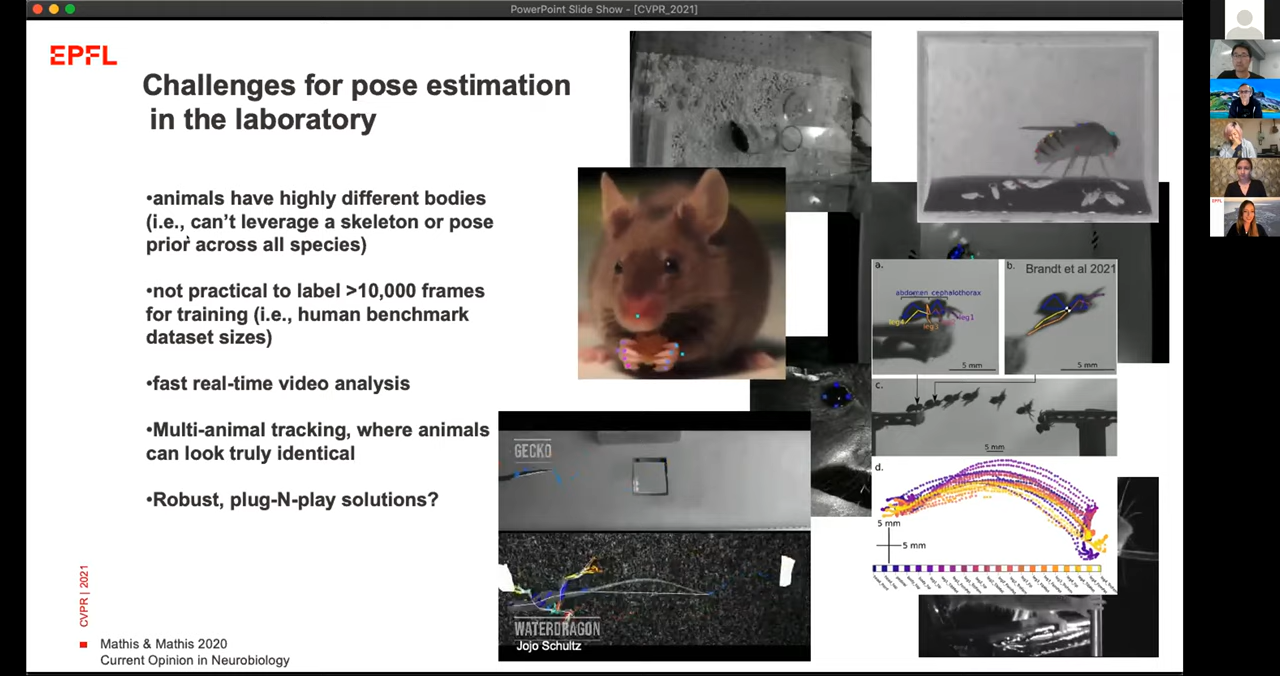 PowerPoint Slide Show - [CVPR_2021]
EPFL
Challenges for pose estimation
in the laboratory
•animals have highly different bodies
(i.e., can't leverage a skeleton or pose
prior across all species)
•not practical to label >10,000 frames
for training (i.e., human benchmark
dataset sizes)
•fast real-time video analysis
•Multi-animal tracking, where animals
can look truly identical
•Robust, plug-N-play solutions?
CVPR | 2021
Mathis & Mathis 2020
Current Opinion in Neurobiology
GECKO
WATERDRAGON
Jojo Schultz
a.
abdomen cephalothorax
leg4
leg3
leg1
5 mm
b.
Brandt et al 2021
5 mm
c.
5 mm
d.
5 mm
5 mm
EPFL